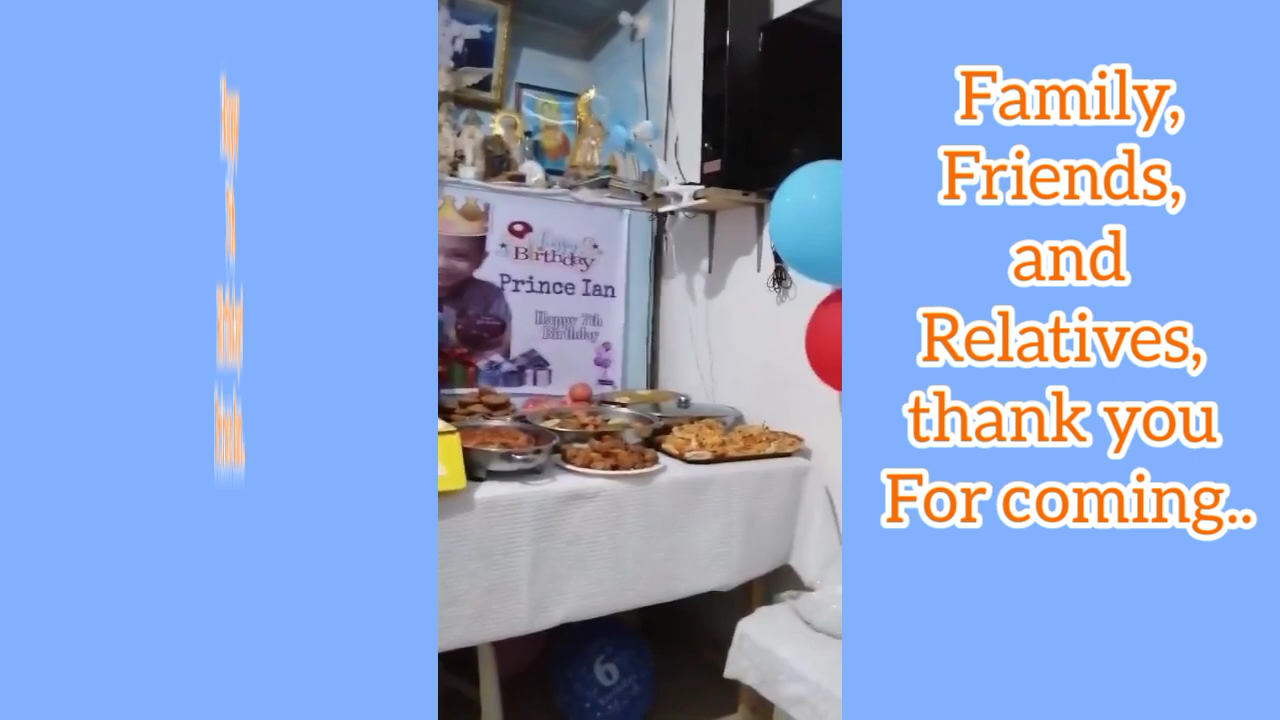 Happy
Birthday
Prince Ian
Happy 7th
Birthday
6
Family,
Friends,
and
Relatives,
thank you
For coming..